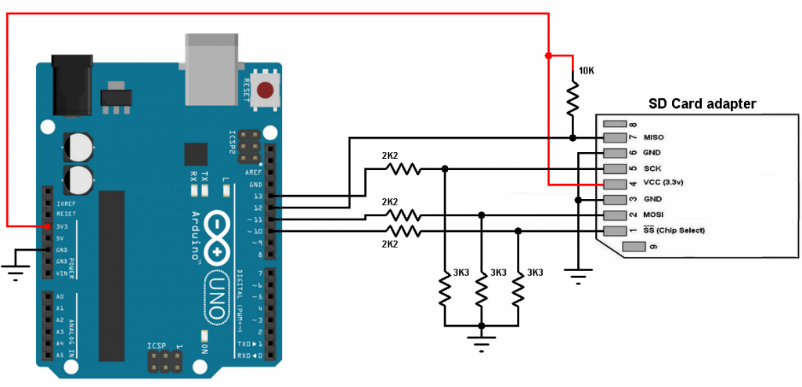 10K
SD Card adapter
RESET
ICSP2
8
7 MISO
6 GND
5 SCK
4 VCC (3.3v)
3 GND
2 MOSI
1 SS (Chip Select)
9
2K2
2K2
2K2
3K3
3K3
3K3
AREF
GND
13
12
~11
~10
~9
8
7
~6
~5
4
~3
2
TXD▶1
RXD◀0
RX
TX
L
Arduino
UNO
DIGITAL (PWM~)
IOREF
RESET
3V3
5V
GND
GND
VIN
POWER
A0
A1
A2
A3
A4
A5
ANALOG IN
ICSP
1
ON